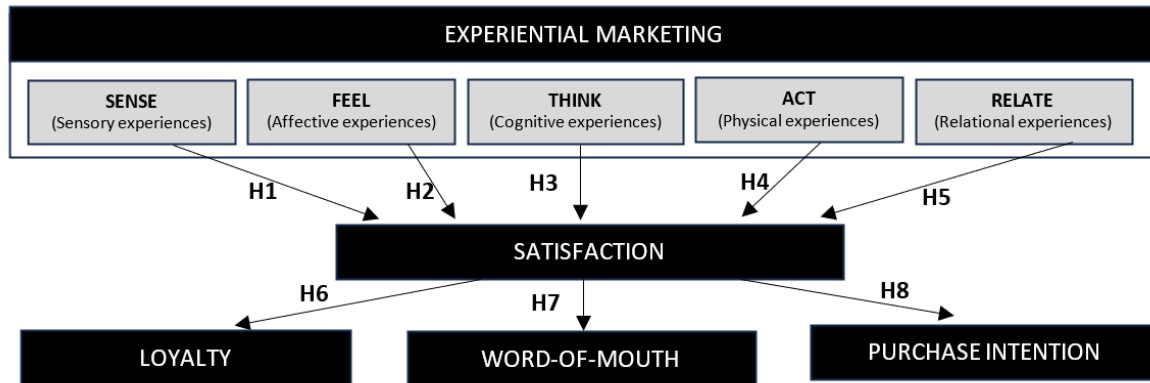 EXPERIENTIAL MARKETING
SENSE
(Sensory experiences)
FEEL
(Affective experiences)
THINK
(Cognitive experiences)
ACT
(Physical experiences)
RELATE
(Relational experiences)
H1
H2
H3
H4
H5
SATISFACTION
H6
H7
H8
LOYALTY
WORD-OF-MOUTH
PURCHASE INTENTION